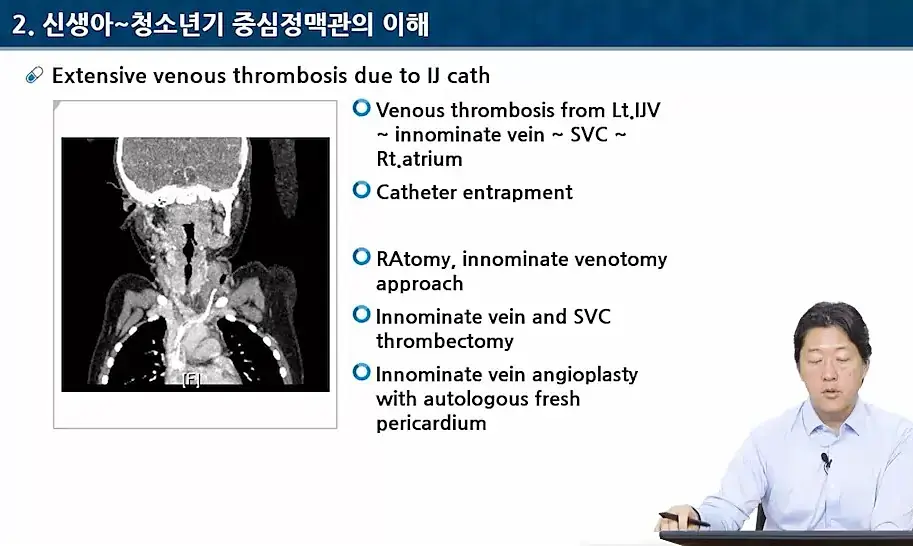 2. 신생아~청소년기 중심정맥관의 이해
Extensive venous thrombosis due to IJ cath
Venous thrombosis from Lt.IJV
~ innominate vein ~ SVC ~
Rt.atrium
Catheter entrapment
RAtomy, innominate venotomy
approach
Innominate vein and SVC
thrombectomy
Innominate vein angioplasty
with autologous fresh
pericardium
[F]